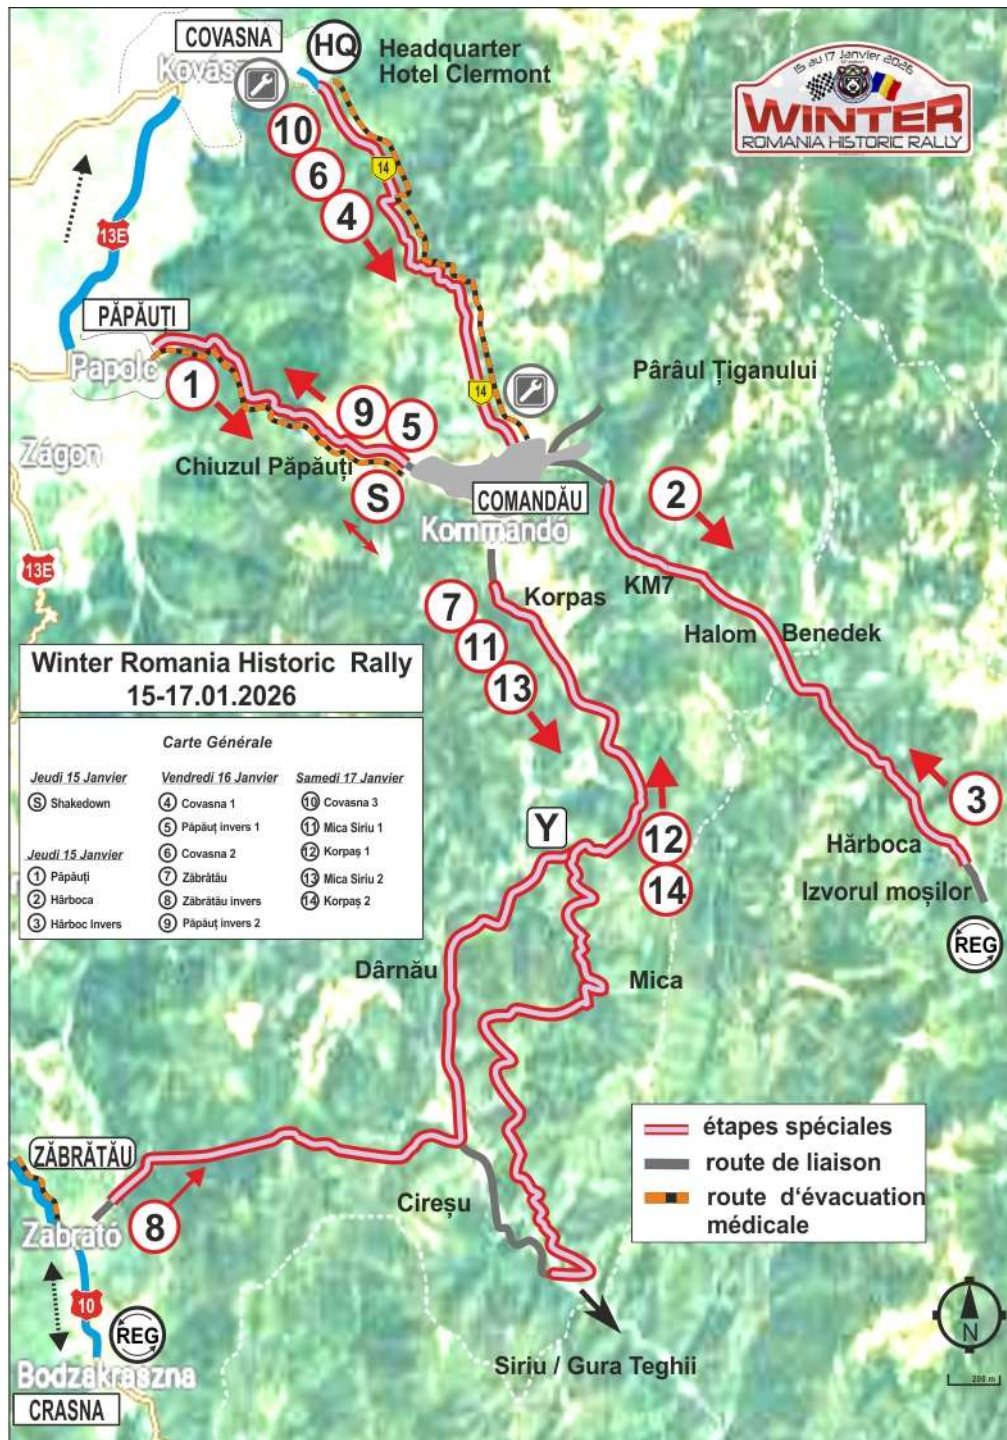 COVASNA
Kovász
HQ
Headquarter
Hotel Clermont
15 au 17 Janvier 2026
WINTER
ROMANIA HISTORIC RALLY
10
6
4
14
13E
PĂPĂUȚI
Papolc
1
9
5
Chiuzul Păpăuți
S
Zágon
14
Pârâul Țiganului
COMANDĂU
Kommandó
2
KM7
Halom
Benedek
3
Hărboca
Izvorul moșilor
REG
13E
Korpas
7
11
13
Winter Romania Historic Rally
15-17.01.2026
Carte Générale
Jeudi 15 Janvier
S Shakedown
Jeudi 15 Janvier
1 Păpăuți
2 Hărboca
3 Hărboc Invers
Vendredi 16 Janvier
4 Covasna 1
5 Păpăuț invers 1
6 Covasna 2
7 Zăbrătău
8 Zăbrătău invers
9 Păpăuț invers 2
Samedi 17 Janvier
10 Covasna 3
11 Mica Siriu 1
12 Korpaș 1
13 Mica Siriu 2
14 Korpaș 2
Y
12
14
Dârnău
Mica
étapes spéciales
route de liaison
route d'évacuation
médicale
ZĂBRĂTĂU
Zabrató
8
Cireșu
10
REG
Bodzakraszna
CRASNA
Siriu / Gura Teghii
N
200 m